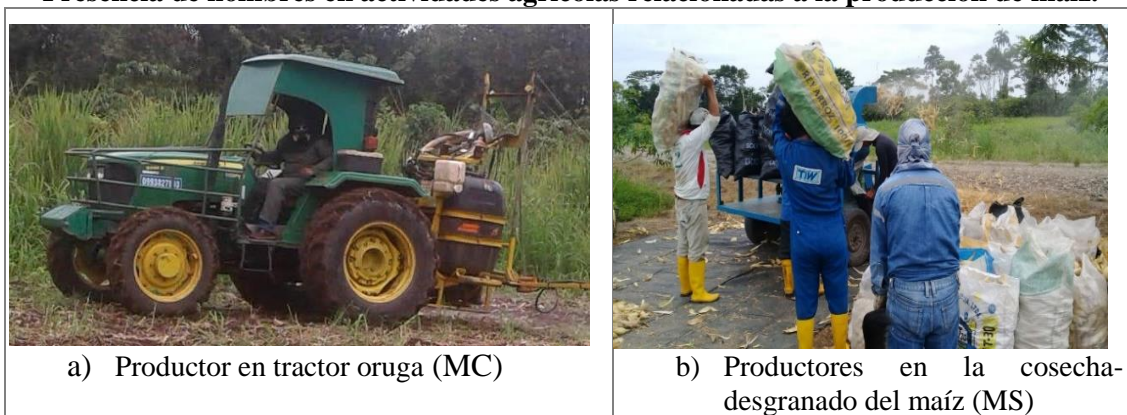 Presencia de hombres en actividades agrícolas relacionadas a la producción de maíz.
TIW
a) Productor en tractor oruga (MC)
b) Productores en la cosecha-
desgranado del maíz (MS)